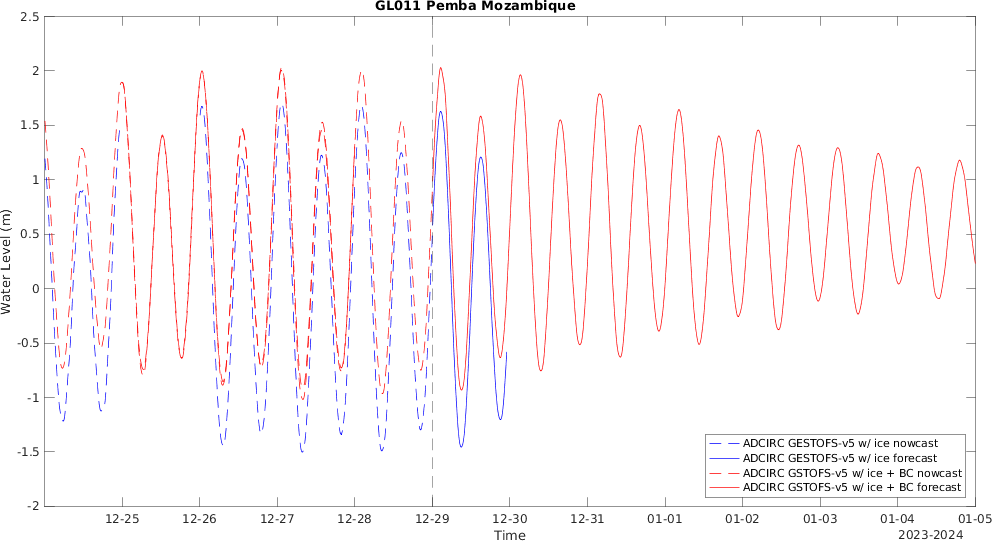 GL011 Pemba Mozambique
2.5
2
1.5
1
0.5
0
-0.5
-1
-1.5
-2
Water Level (m)
ADCIRC GESTOFS-v5 w/ ice nowcast
ADCIRC GESTOFS-v5 w/ ice forecast
ADCIRC GSTOFS-v5 w/ ice + BC nowcast
ADCIRC GSTOFS-v5 w/ ice + BC forecast
12-25 12-26 12-27 12-28 12-29 12-30 12-31 01-01 01-02 01-03 01-04 01-05
Time
2023-2024